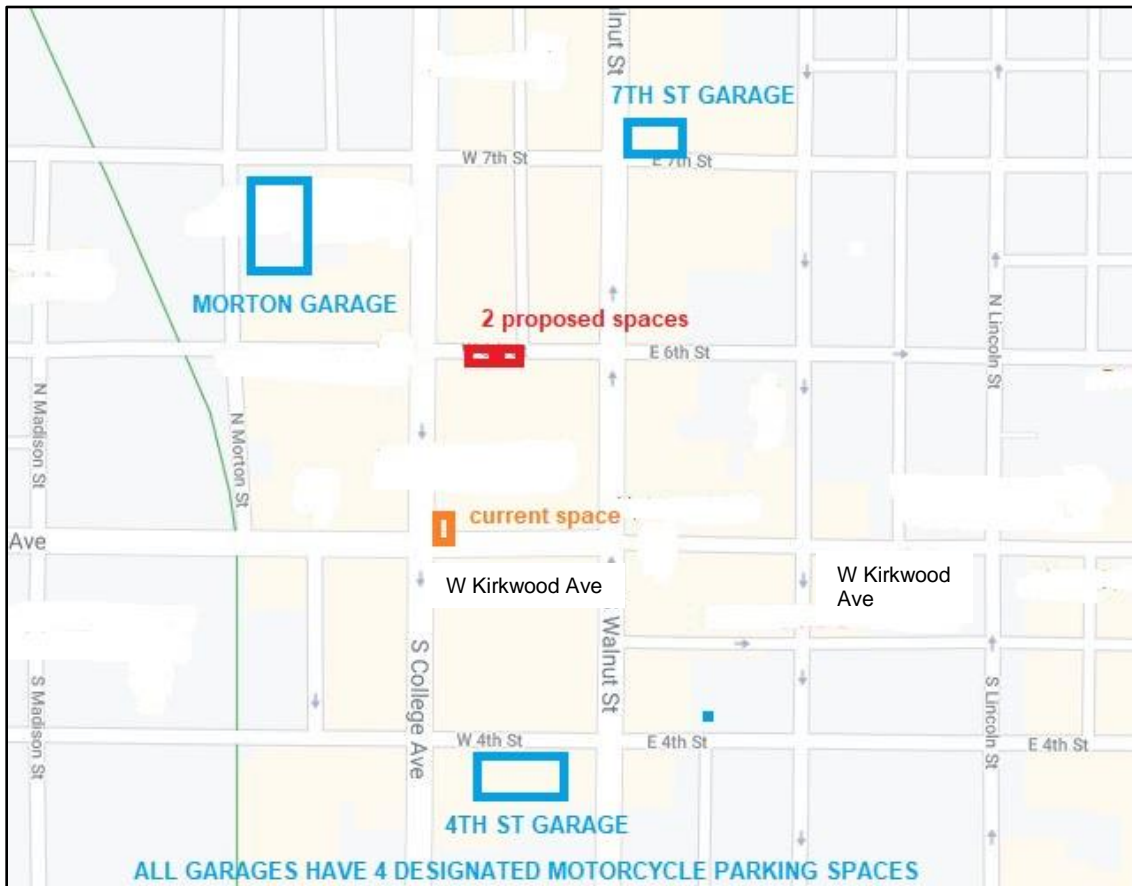 lnut St
7TH ST GARAGE
W 7th St
E 7th St
MORTON GARAGE
2 proposed spaces
E 6th St
N Lincoln St
N Madison St
N Morton St
current space
Ave
W Kirkwood Ave
W Kirkwood
Ave
S College Ave
Walnut St
S Madison St
S Lincoln St
W 4th St
E 4th St
E 4th St
4TH ST GARAGE
ALL GARAGES HAVE 4 DESIGNATED MOTORCYCLE PARKING SPACES